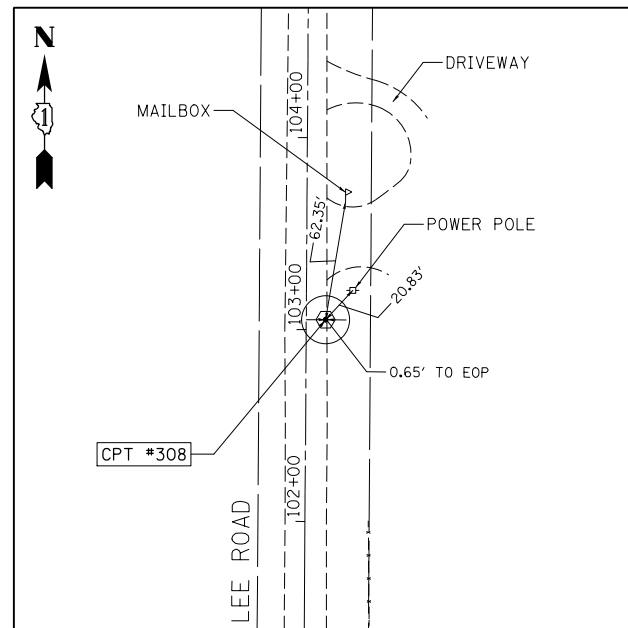 N
1
DRIVEWAY
MAILBOX
104+00
62.35'
POWER POLE
20.83'
103+00
0.65' TO EOP
CPT #308
102+00
LEE ROAD